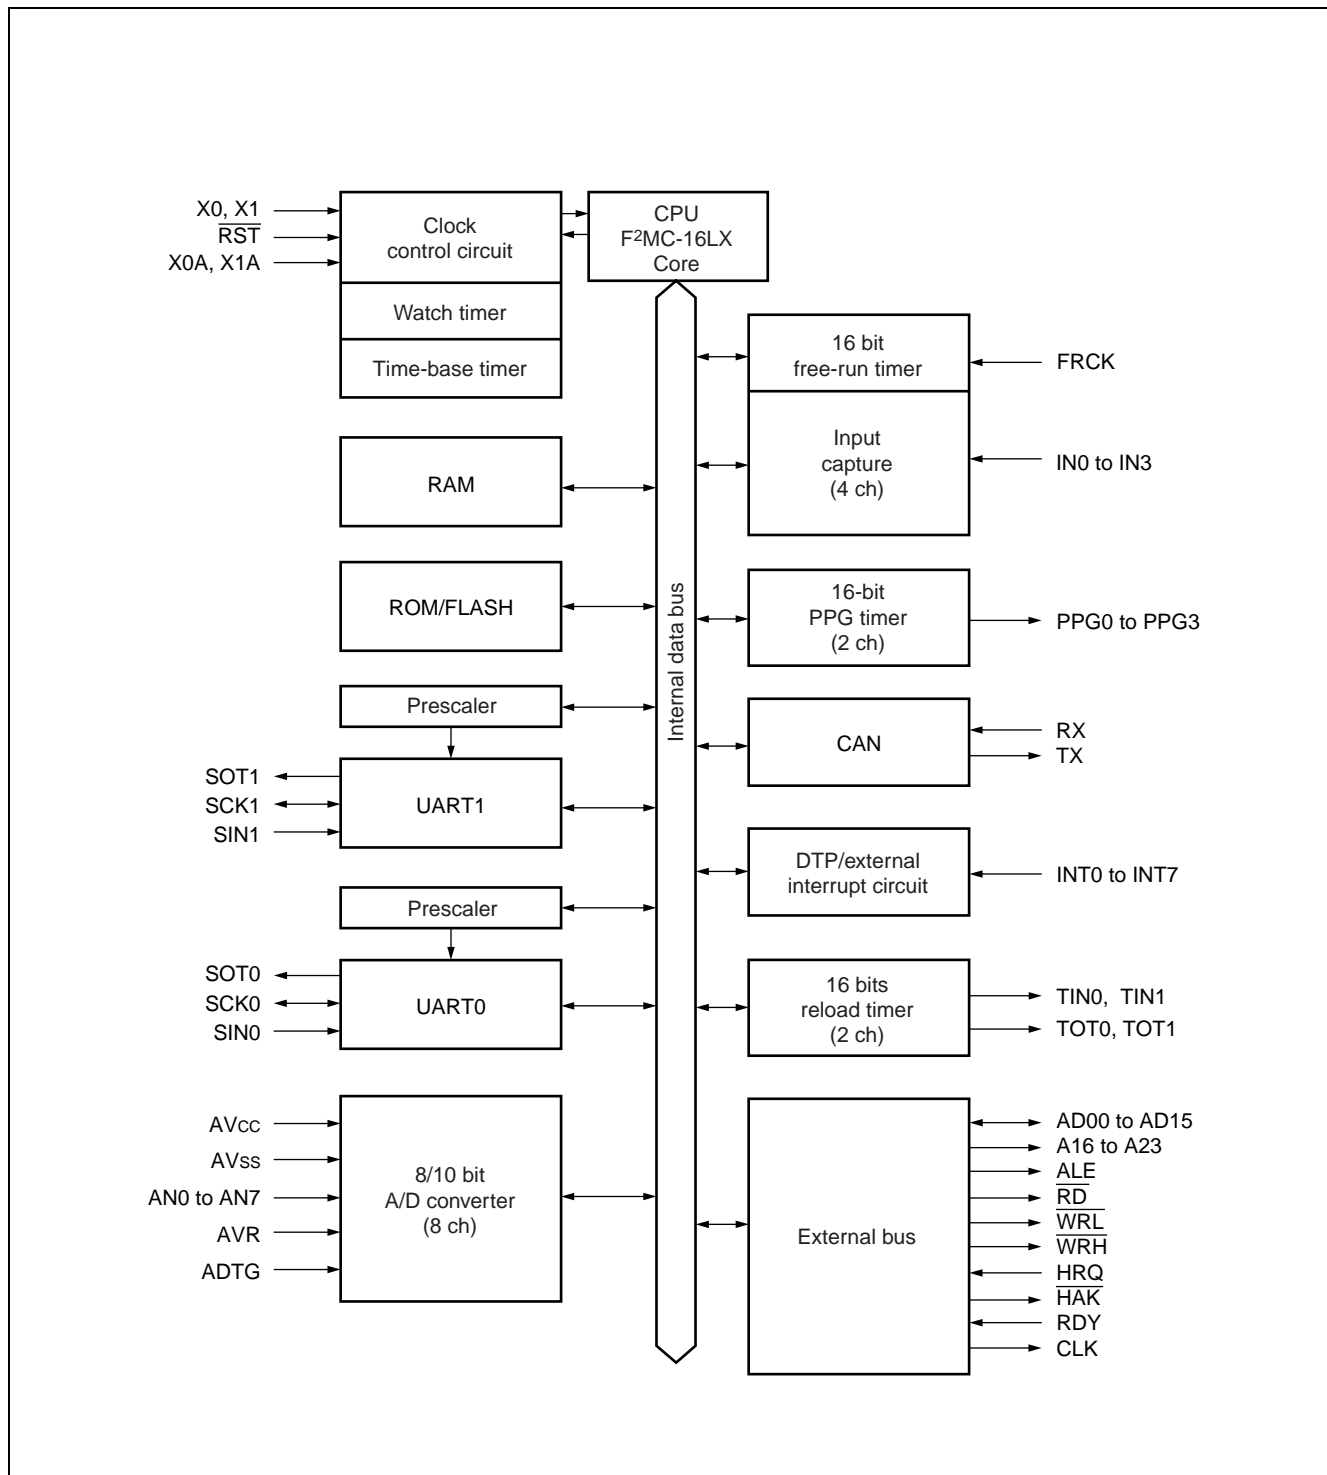 X0, X1
RST
X0A, X1A
Clock
control circuit
Watch timer
Time-base timer
CPU
F²MC-16LX
Core
RAM
ROM/FLASH
Prescaler
SOT1
SCK1
SIN1
UART1
Prescaler
SOT0
SCK0
SIN0
UART0
AVcc
AVss
AN0 to AN7
AVR
ADTG
8/10 bit
A/D converter
(8 ch)
Internal data bus
16 bit
free-run timer
FRCK
Input
capture
(4 ch)
IN0 to IN3
16-bit
PPG timer
(2 ch)
PPG0 to PPG3
CAN
RX
TX
DTP/external
interrupt circuit
INT0 to INT7
16 bits
reload timer
(2 ch)
TIN0, TIN1
TOT0, TOT1
External bus
AD00 to AD15
A16 to A23
ALE
RD
WRL
WRH
HRQ
HAK
RDY
CLK